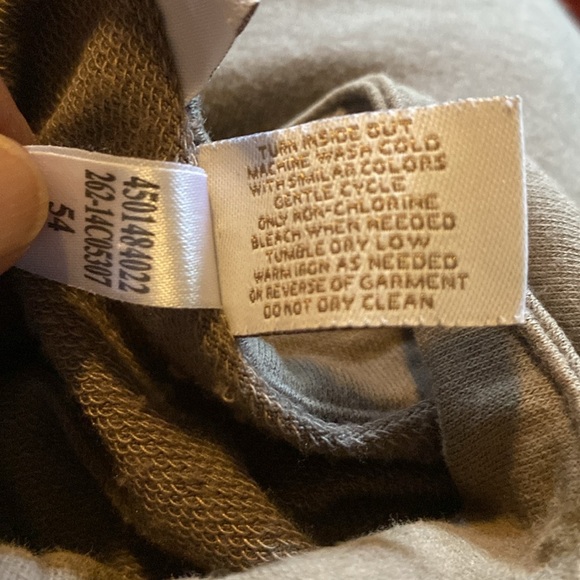 4501484022
262-14C05307
54
TURN INSIDE OUT
MACHINE WASH COLD
WITH SIMILAR COLORS
GENTLE CYCLE
ONLY NON-CHLORINE
BLEACH WHEN NEEDED
TUMBLE DRY LOW
WARM IRON AS NEEDED
ON REVERSE OF GARMENT
DO NOT DRY CLEAN